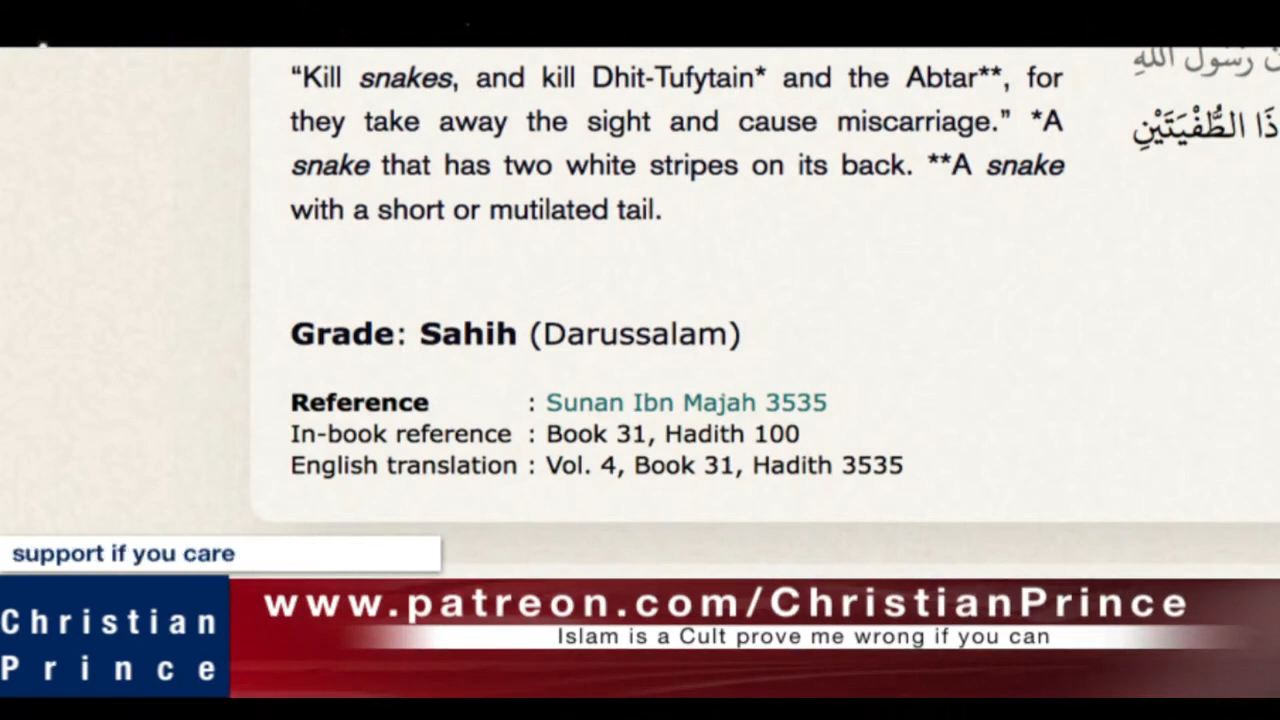 “Kill snakes, and kill Dhit-Tufytain* and the Abtar**, for
they take away the sight and cause miscarriage.” *A
snake that has two white stripes on its back. **A snake
with a short or mutilated tail.
رَسُولَ اللَّهِ
ذَا الطُّفْيَتَيْنِ
Grade: Sahih (Darussalam)
Reference : Sunan Ibn Majah 3535
In-book reference : Book 31, Hadith 100
English translation : Vol. 4, Book 31, Hadith 3535
support if you care
Christian
Prince
www.patreon.com/ChristianPrince
Islam is a Cult prove me wrong if you can